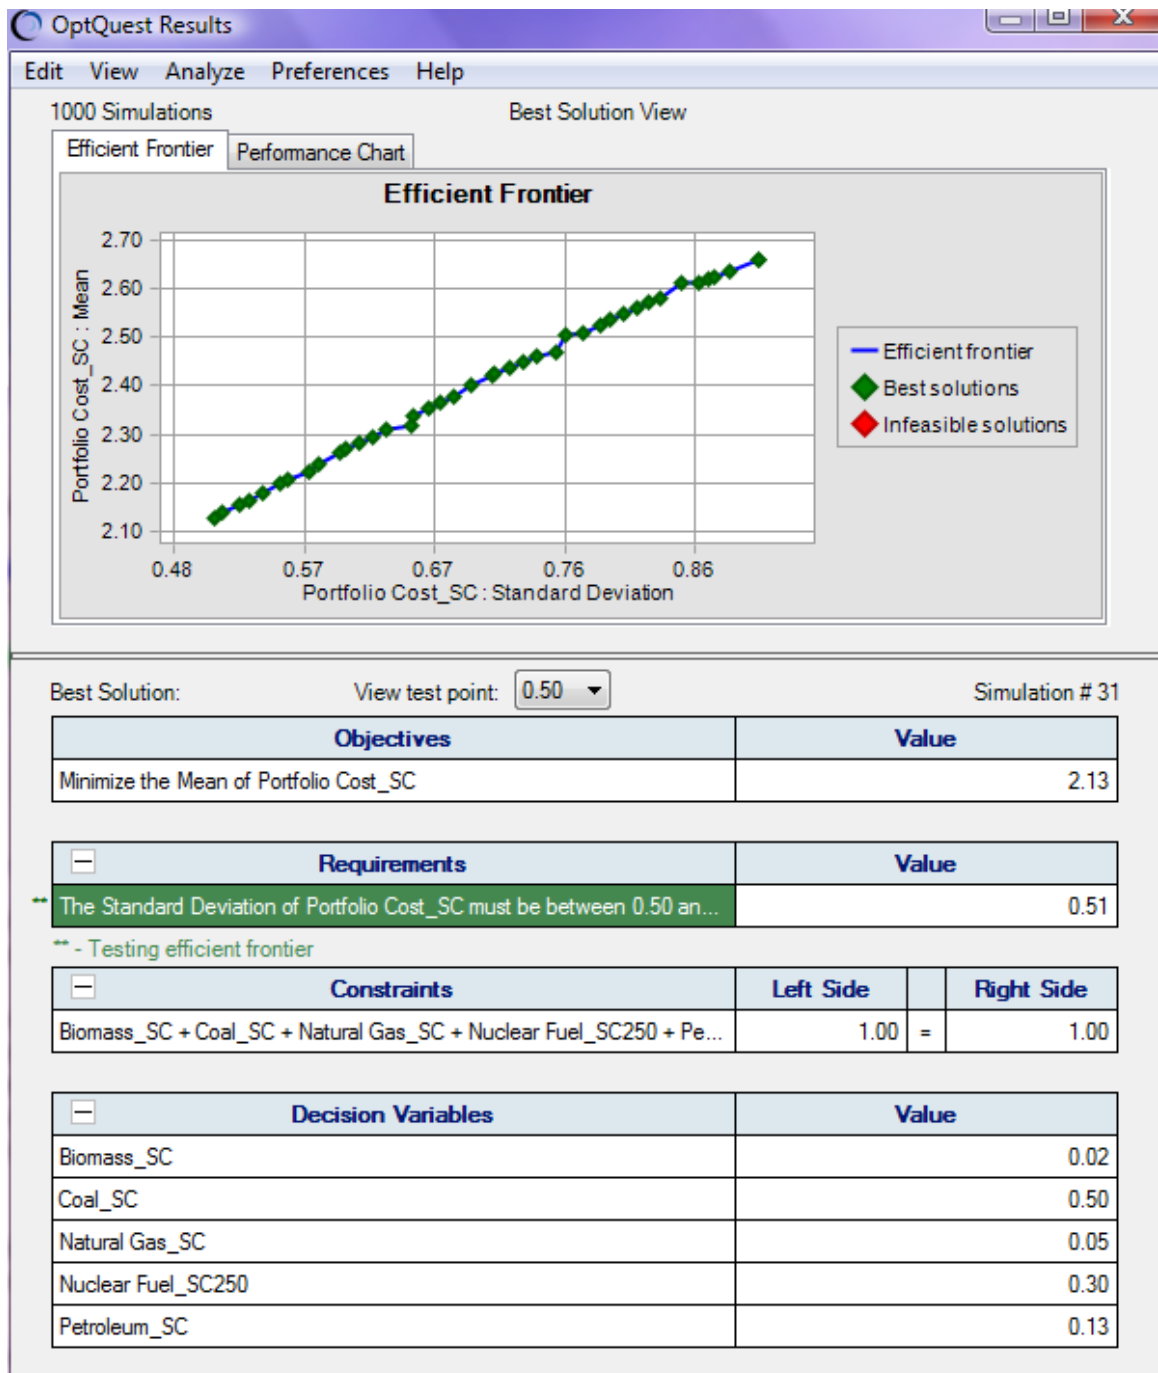 OptQuest Results
Edit View Analyze Preferences Help
1000 Simulations Best Solution View
Efficient Frontier Performance Chart
Efficient Frontier
Portfolio Cost_SC : Mean
2.70
2.60
2.50
2.40
2.30
2.20
2.10
0.48 0.57 0.67 0.76 0.86
Portfolio Cost_SC : Standard Deviation
Efficient frontier
Best solutions
Infeasible solutions
Best Solution: View test point: 0.50 Simulation # 31
Objectives Value
Minimize the Mean of Portfolio Cost_SC 2.13
Requirements Value
** The Standard Deviation of Portfolio Cost_SC must be between 0.50 an... 0.51
** - Testing efficient frontier
Constraints Left Side Right Side
Biomass_SC + Coal_SC + Natural Gas_SC + Nuclear Fuel_SC250 + Pe... 1.00 = 1.00
Decision Variables Value
Biomass_SC 0.02
Coal_SC 0.50
Natural Gas_SC 0.05
Nuclear Fuel_SC250 0.30
Petroleum_SC 0.13